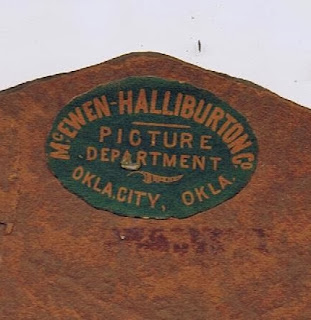 McEWEN-HALLIBURTON Co
PICTURE
DEPARTMENT
OKLA.CITY, OKLA.